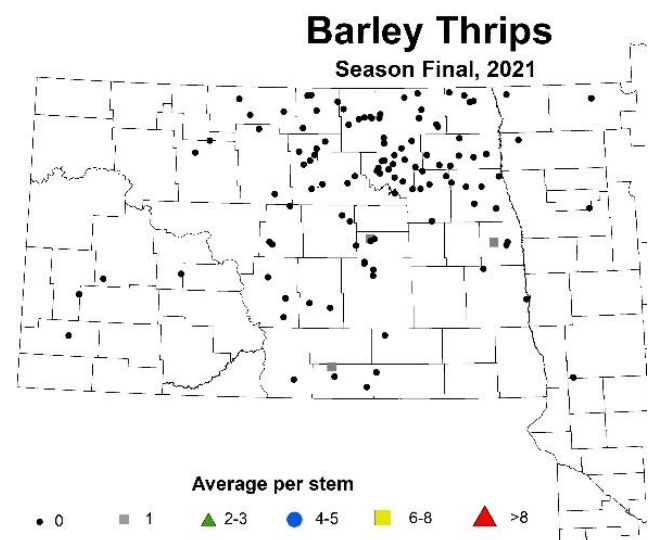 Barley Thrips
Season Final, 2021
Average per stem
0 1 2-3 4-5 6-8 >8